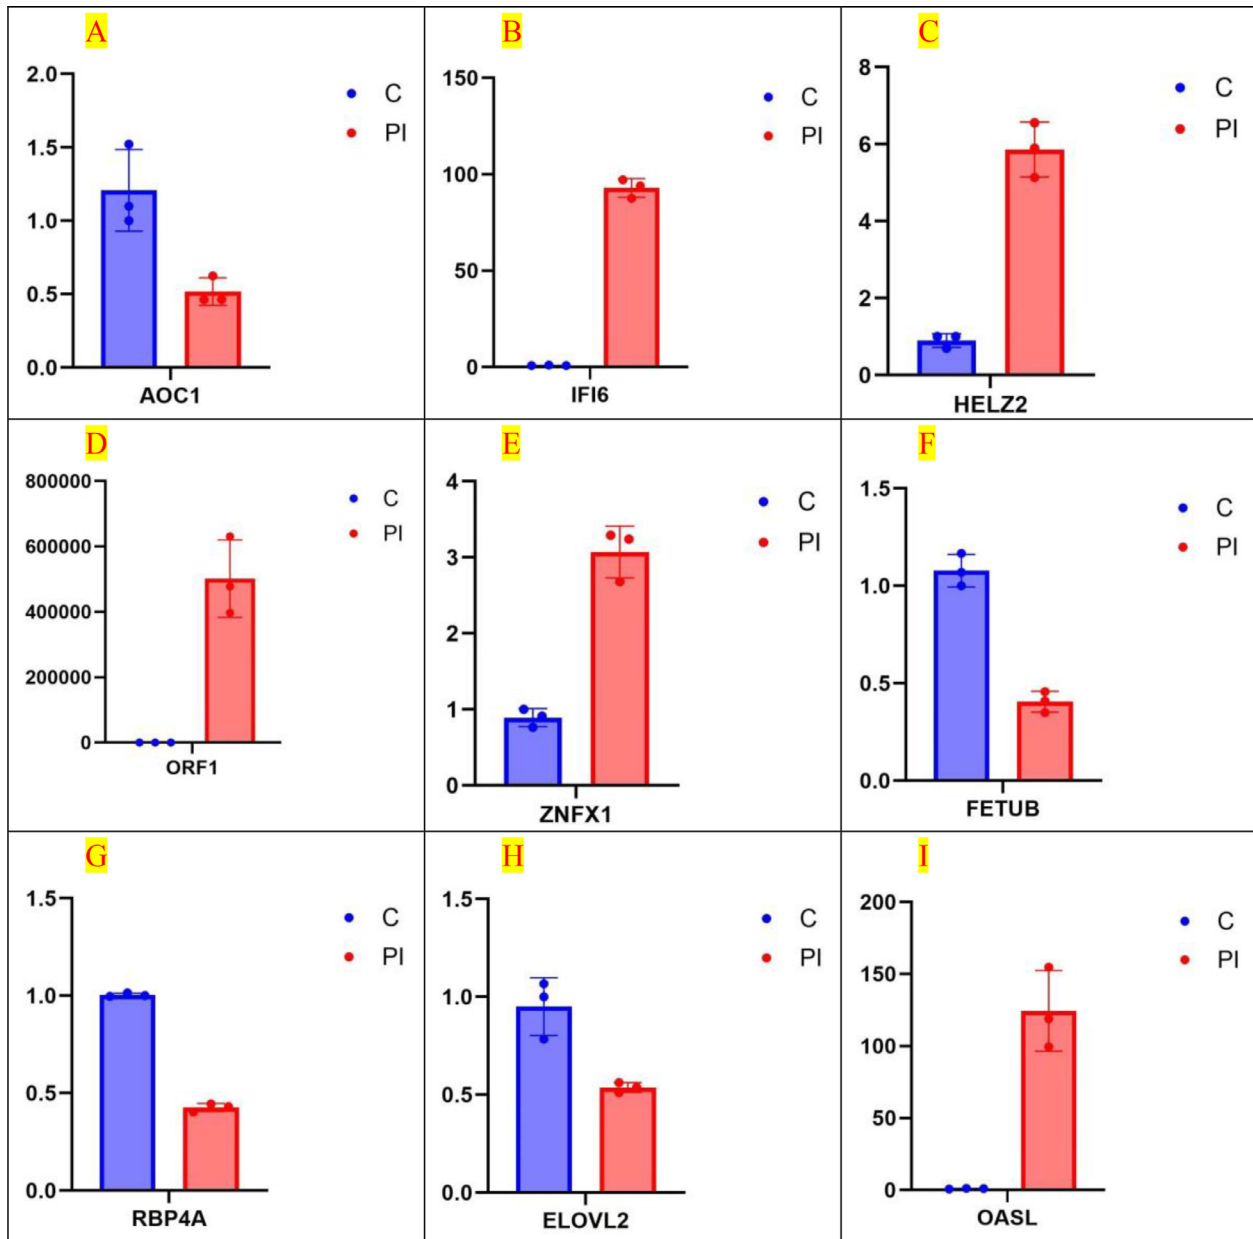 A
2.0
1.5
1.0
0.5
0.0
C
PI
AOC1
B
150
100
50
0
C
PI
IFI6
C
8
6
4
2
0
C
PI
HELZ2
D
800000
600000
400000
200000
0
C
PI
ORF1
E
4
3
2
1
0
C
PI
ZNFX1
F
1.5
1.0
0.5
0.0
C
PI
FETUB
G
1.5
1.0
0.5
0.0
C
PI
RBP4A
H
1.5
1.0
0.5
0.0
C
PI
ELOVL2
I
200
150
100
50
0
C
PI
OASL